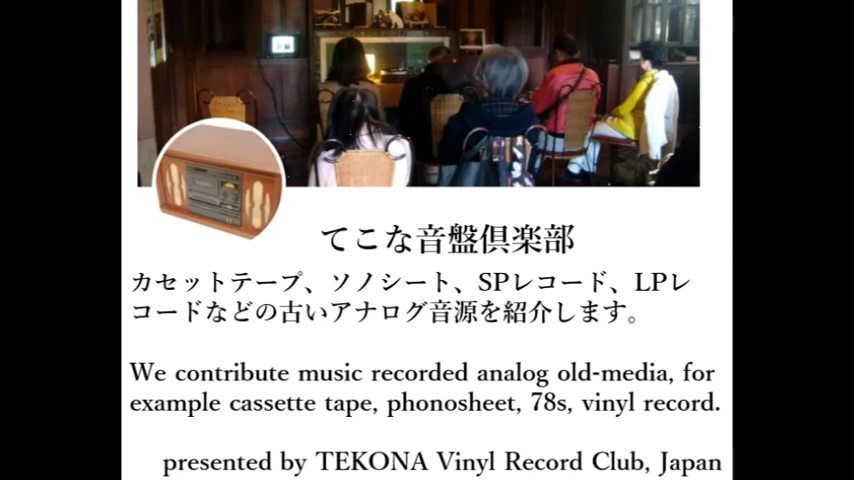 てこな音盤倶楽部
カセットテープ、ソノシート、SPレコード、LPレ
コードなどの古いアナログ音源を紹介します。
We contribute music recorded analog old-media, for
example cassette tape, phonosheet, 78s, vinyl record.
presented by TEKONA Vinyl Record Club, Japan